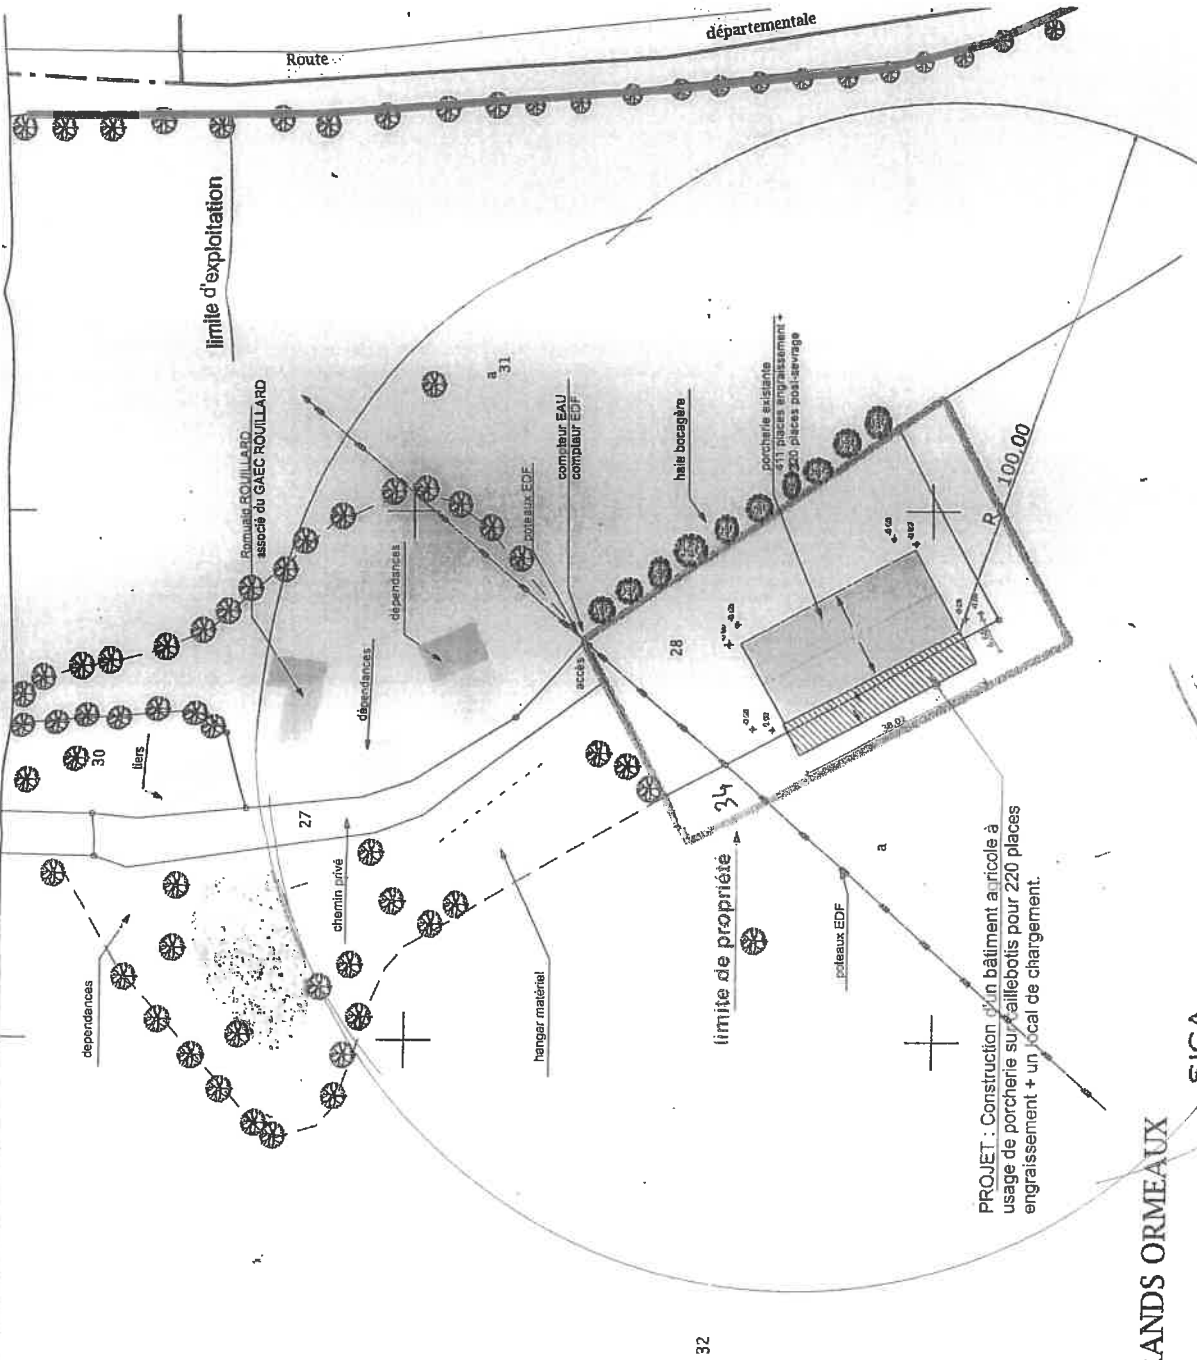 Route
départementale
limite d'exploitation
Romuald ROUILLARD
associé du GAEC ROUILLARD
a
31
compteur EAU
compteur EDF
haie bocagère
porcherie existante
411 places engraissement +
220 places post-sevrage
poteaux EDF
dépendances
dépendances
R 100,00
28
accès
30
tiers
27
34
chemin privé
limite de propriété
a
poteaux EDF
dependances
hangar matériel
PROJET : Construction d'un bâtiment agricole à
usage de porcherie sur caillebotis pour 220 places
engraissement + un local de chargement.
32
ANDS ORMEAUX